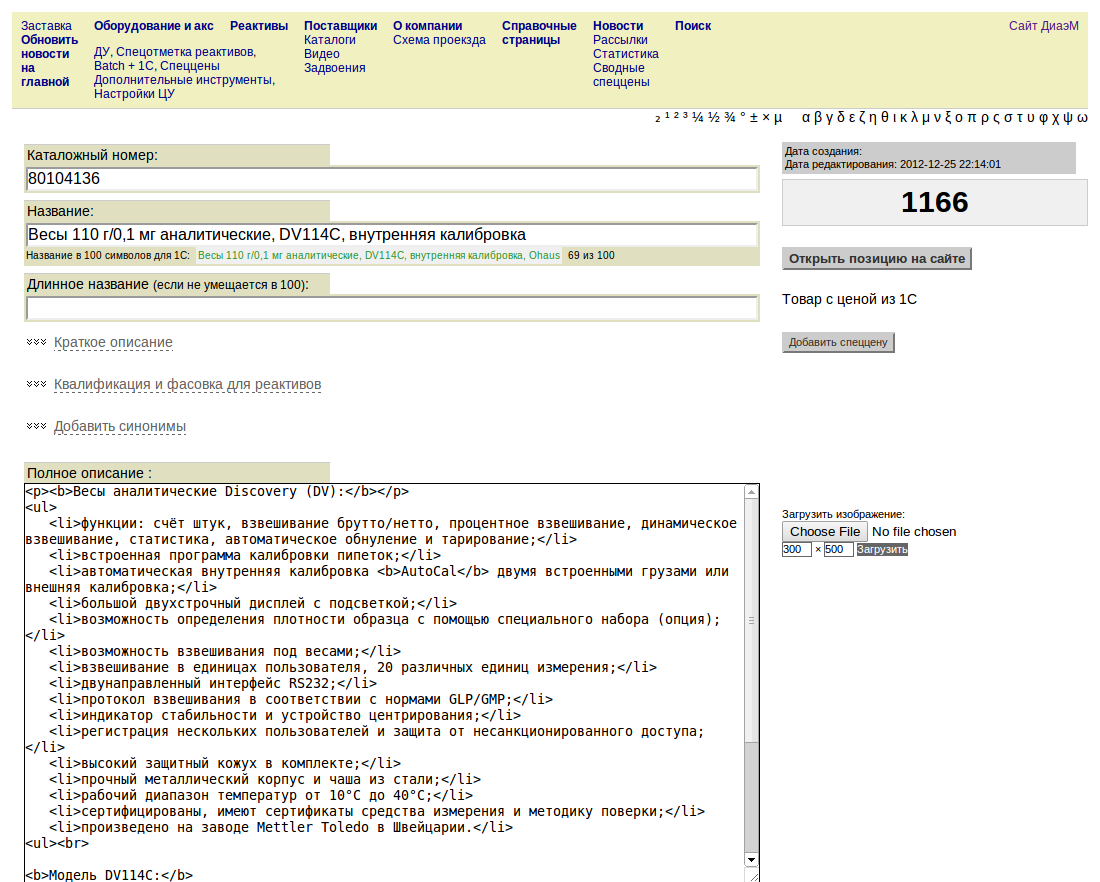 Заставка
Обновить
новости
на
главной
Оборудование и акс
Реактивы
ДУ, Спецотметка реактивов,
Batch + 1С, Спеццены
Дополнительные инструменты,
Настройки ЦУ
Поставщики
Каталоги
Видео
Задвоения
О компании
Схема проекзда
Справочные
страницы
Новости
Рассылки
Статистика
Сводные
спеццены
Поиск
Сайт ДиаэМ
₂ ¹ ² ³ ¼ ½ ¾ ° ± × µ α β γ δ ε ζ η θ ι κ λ μ ν ξ ο π ρ ς σ τ υ φ χ ψ ω
Каталожный номер:
80104136
Название:
Весы 110 г/0,1 мг аналитические, DV114C, внутренняя калибровка
Название в 100 символов для 1С: Весы 110 г/0,1 мг аналитические, DV114C, внутренняя калибровка, Ohaus 69 из 100
Длинное название (если не умещается в 100):
Краткое описание
Квалификация и фасовка для реактивов
Добавить синонимы
Полное описание :
<p><b>Весы аналитические Discovery (DV):</b></p>
<ul>
<li>функции: счёт штук, взвешивание брутто/нетто, процентное взвешивание, динамическое
взвешивание, статистика, автоматическое обнуление и тарирование;</li>
<li>встроенная программа калибровки пипеток;</li>
<li>автоматическая внутренняя калибровка <b>AutoCal</b> двумя встроенными грузами или
внешняя калибровка;</li>
<li>большой двухстрочный дисплей с подсветкой;</li>
<li>возможность определения плотности образца с помощью специального набора (опция);
</li>
<li>возможность взвешивания под весами;</li>
<li>взвешивание в единицах пользователя, 20 различных единиц измерения;</li>
<li>двунаправленный интерфейс RS232;</li>
<li>протокол взвешивания в соответствии с нормами GLP/GMP;</li>
<li>индикатор стабильности и устройство центрирования;</li>
<li>регистрация нескольких пользователей и защита от несанкционированного доступа;
</li>
<li>высокий защитный кожух в комплекте;</li>
<li>прочный металлический корпус и чаша из стали;</li>
<li>рабочий диапазон температур от 10°C до 40°C;</li>
<li>сертифицированы, имеют сертификаты средства измерения и методику поверки;</li>
<li>произведено на заводе Mettler Toledo в Швейцарии.</li>
<ul><br>
<b>Модель DV114C:</b>
Дата создания:
Дата редактирования: 2012-12-25 22:14:01
1166
Открыть позицию на сайте
Товар с ценой из 1С
Добавить спеццену
Загрузить изображение:
Choose File No file chosen
300 × 500 Загрузить